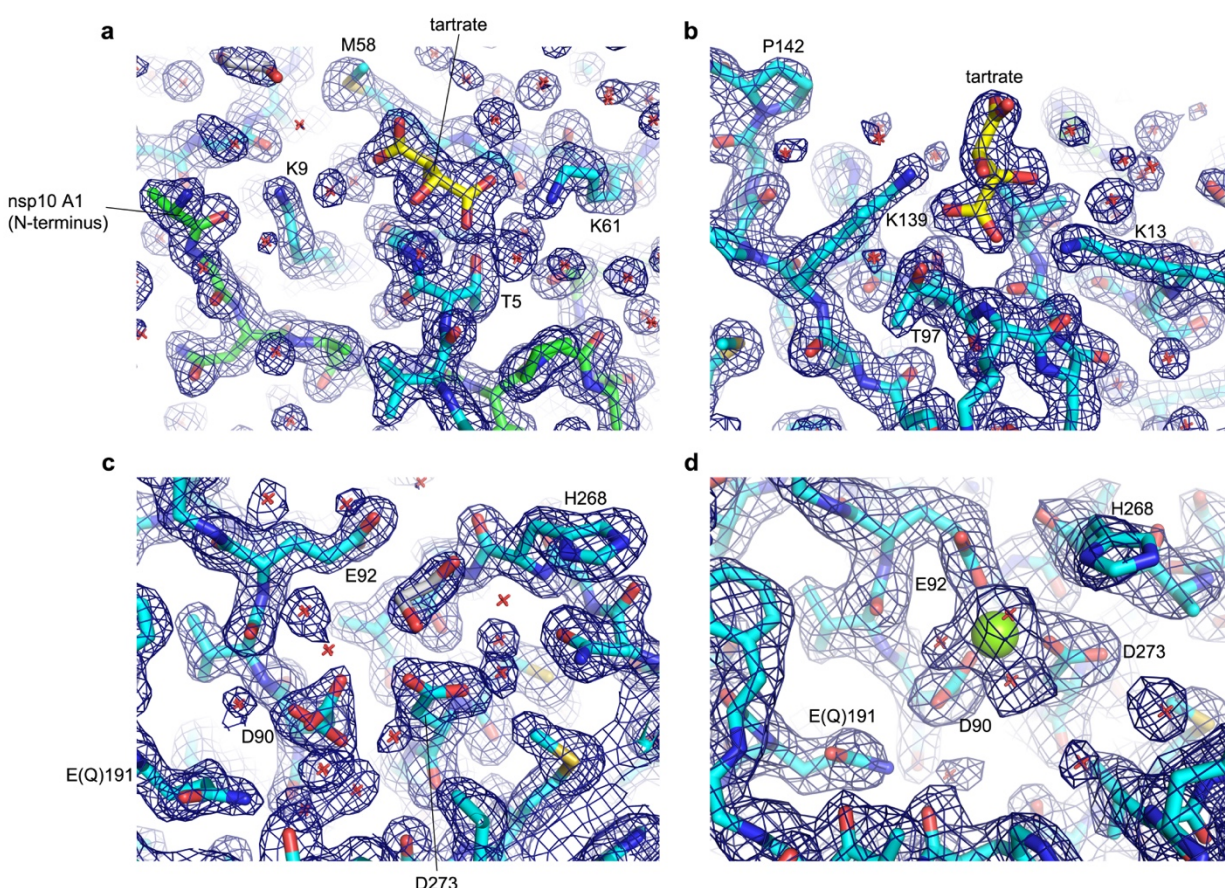 a
tartrate
M58
K9
nsp10 A1
(N-terminus)
K61
T5
b
P142
tartrate
K139
K13
T97
c
H268
E92
D90
E(Q)191
D273
d
H268
E92
D273
D90
E(Q)191